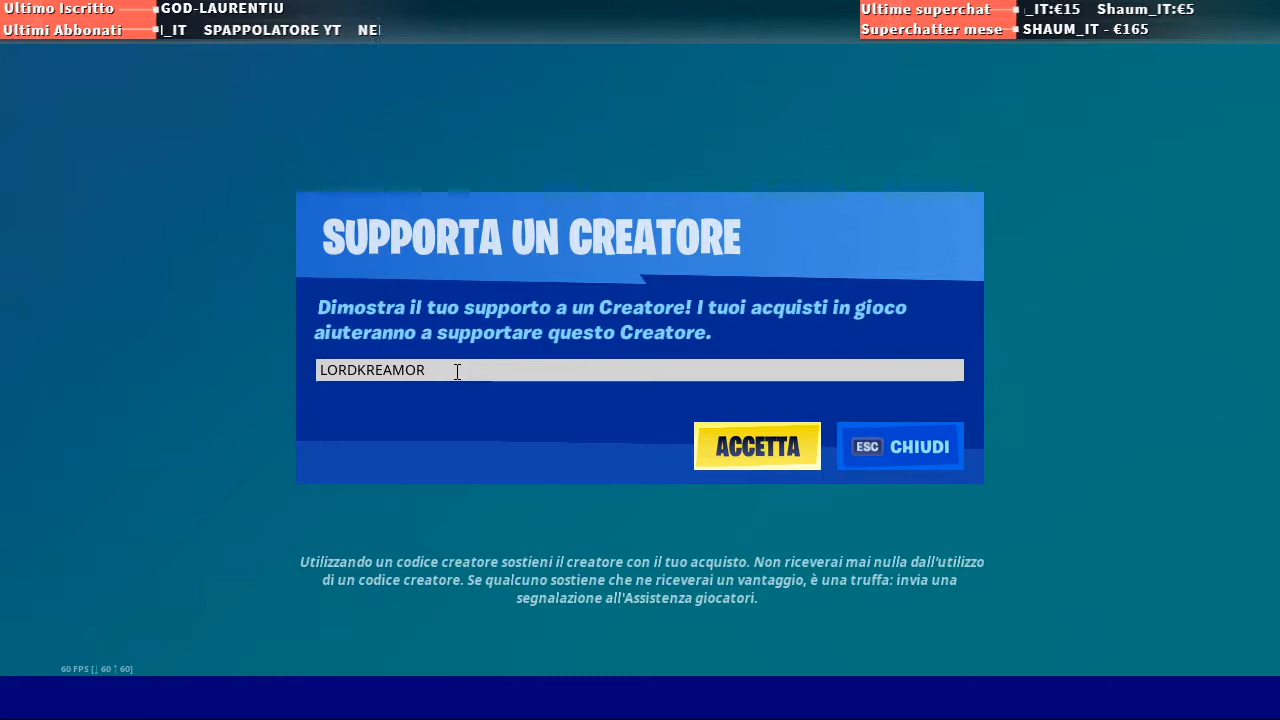 Ultimo Iscritto GOD-LAURENTIU
Ultimi Abbonati _IT SPAPPOLATORE YT NE
Ultime superchat _IT:€15 Shaum_IT:€5
Superchatter mese SHAUM_IT - €165
SUPPORTA UN CREATORE
Dimostra il tuo supporto a un Creatore! I tuoi acquisti in gioco
aiuteranno a supportare questo Creatore.
LORDKREAMOR
ACCETTA
ESC CHIUDI
Utilizzando un codice creatore sostieni il creatore con il tuo acquisto. Non riceverai mai nulla dall'utilizzo
di un codice creatore. Se qualcuno sostiene che ne riceverai un vantaggio, è una truffa: invia una
segnalazione all'Assistenza giocatori.
60 FPS [↓ 60 ↑ 60]